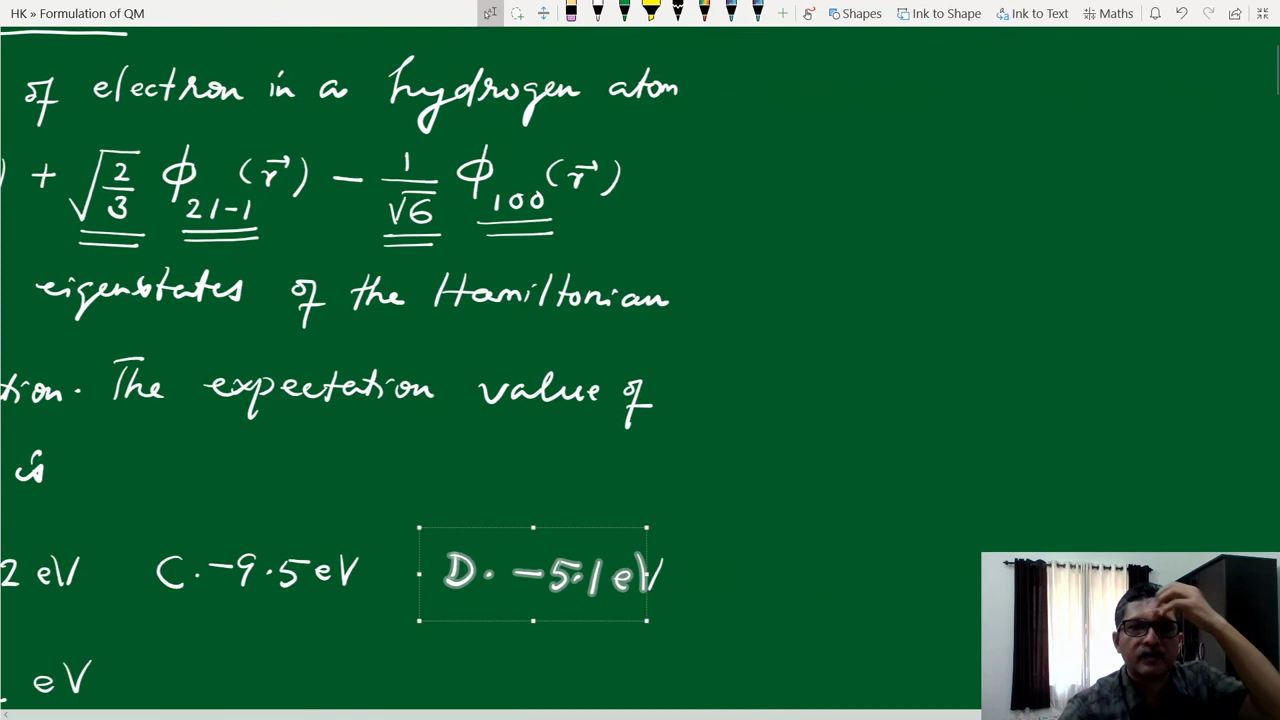 HK » Formulation of QM Shapes Ink to Shape Ink to Text Maths
of electron in a hydrogen atom
) + √2/3 ϕ21-1 (r⃗) - 1/√6 ϕ100 (r⃗)
eigenstates of the Hamiltonian
tion. The expectation value of
is
2 eV C. -9.5 eV D. -5.1 eV
eV